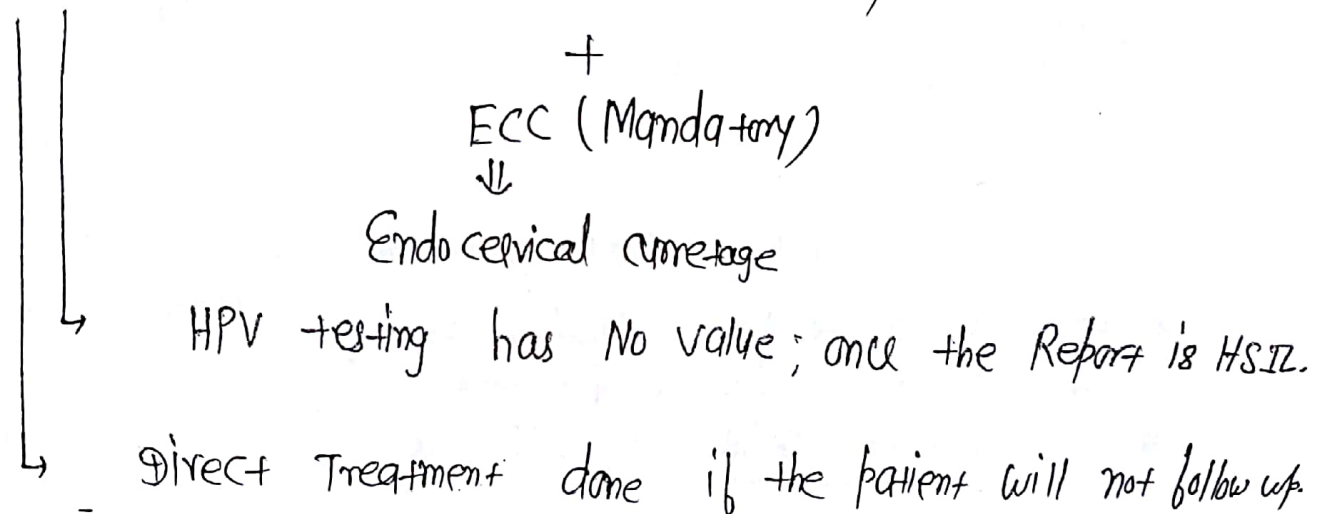 +
ECC (Mandatory)
⇓
Endocervical curretage
↳ HPV testing has No value; once the Report is HSIL.
↳ Direct Treatment done if the patient will not follow up.